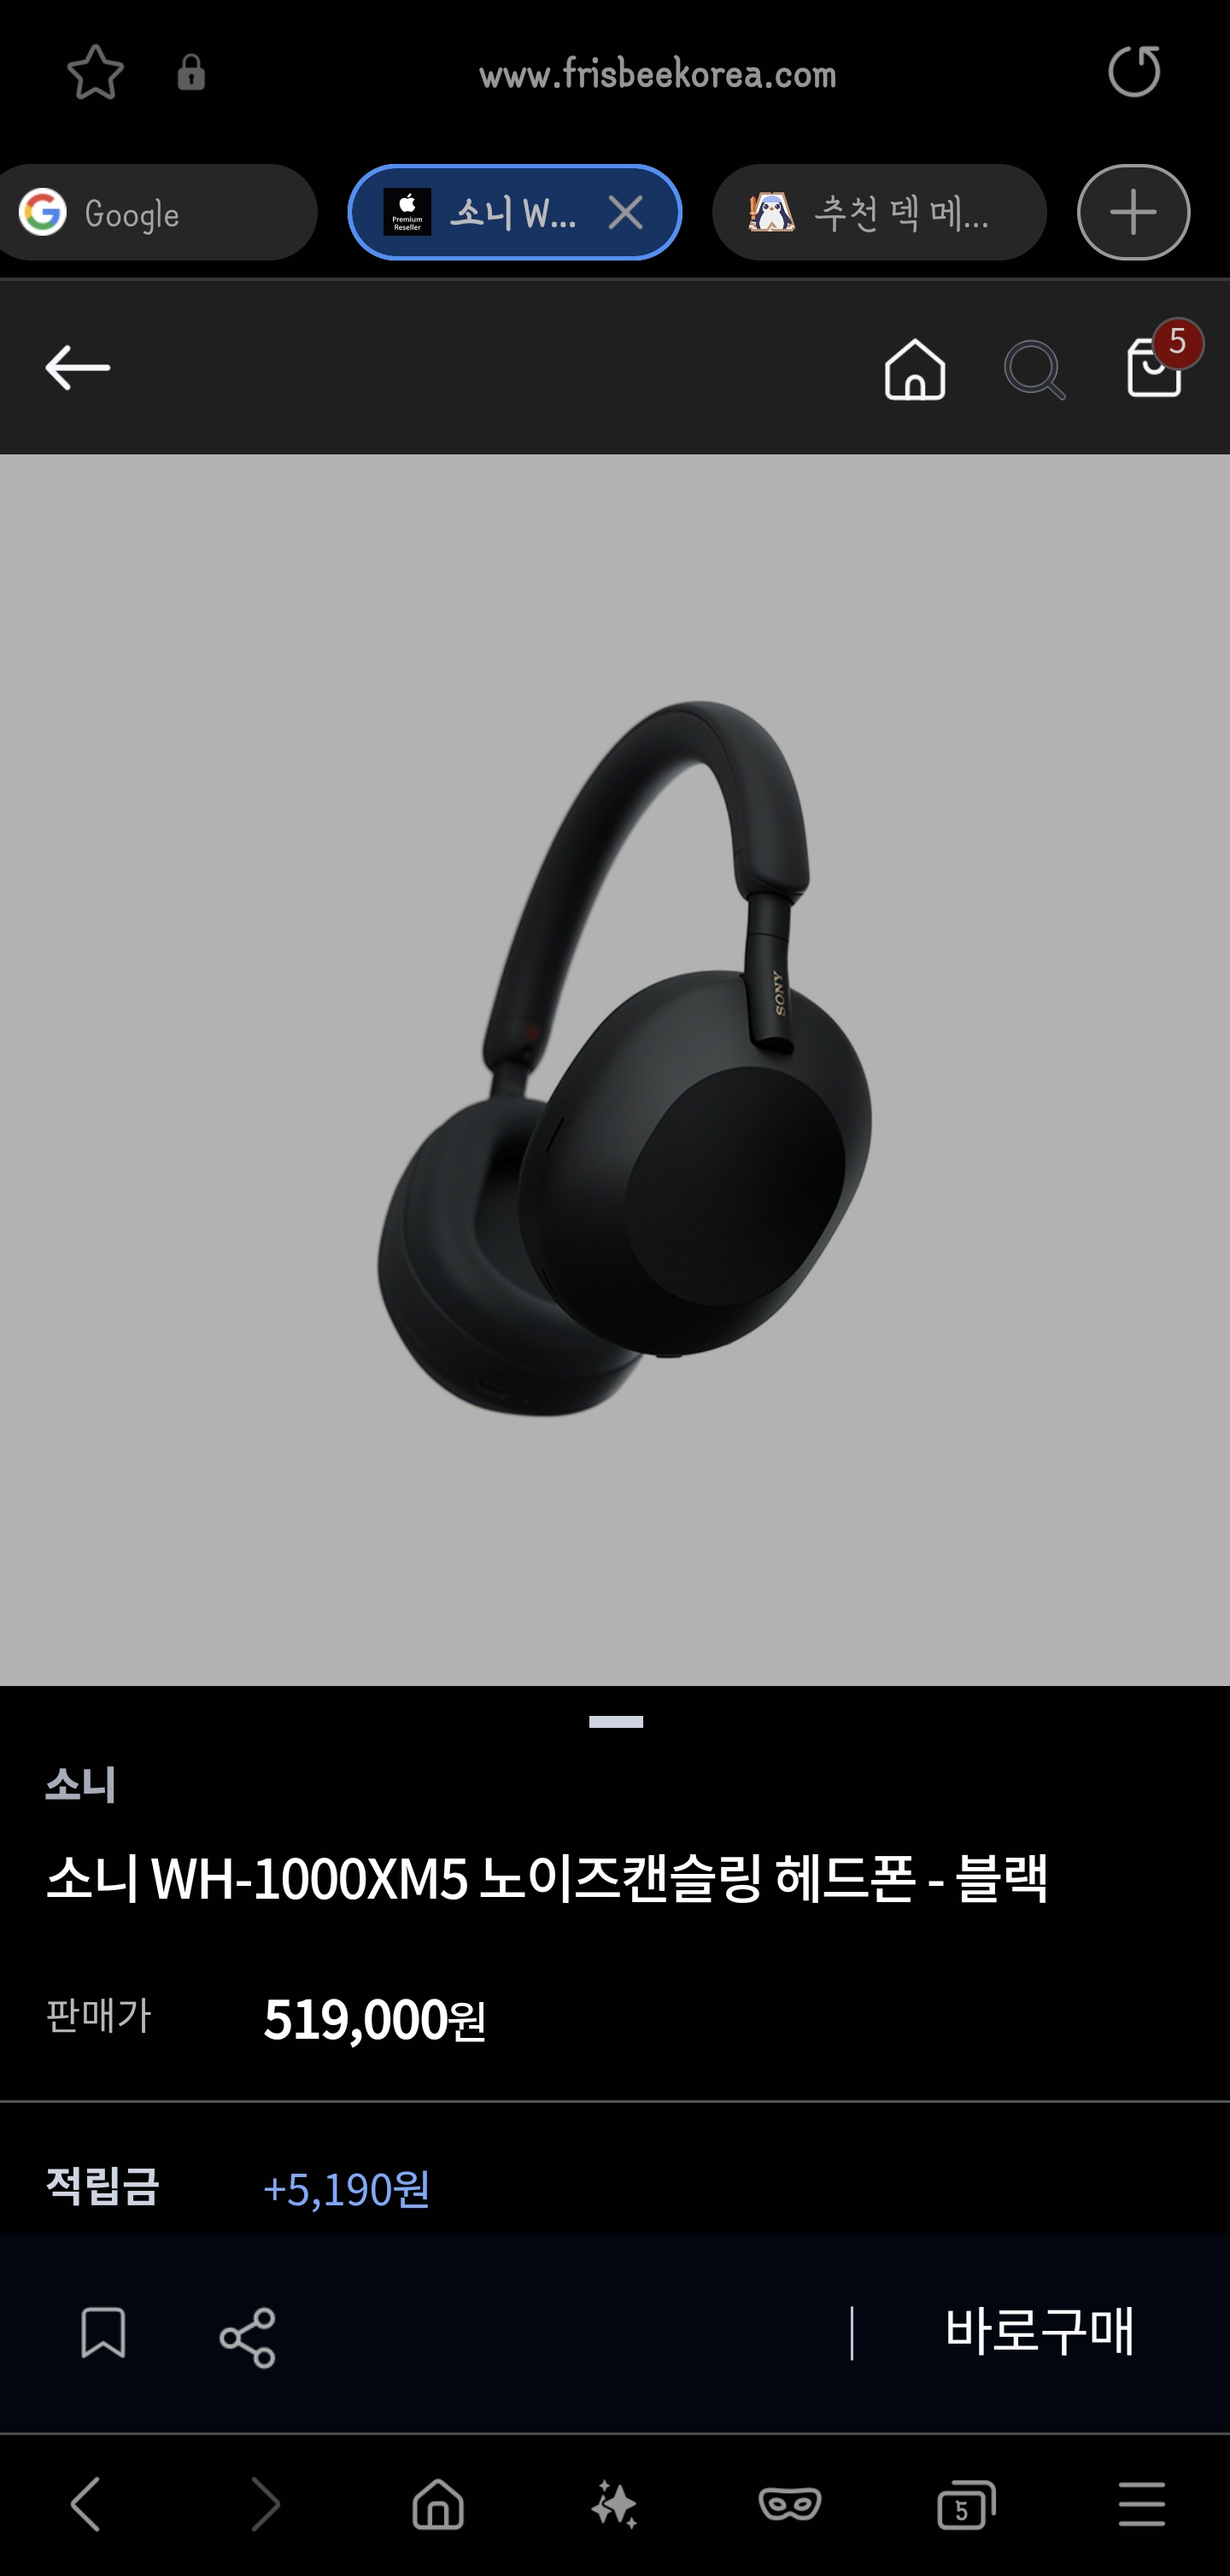 www.frisbeekorea.com
Google
Premium
Reseller
소니 W...
추천 덱 메...
5
SONY
소니
소니 WH-1000XM5 노이즈캔슬링 헤드폰 - 블랙
판매가 519,000원
적립금 +5,190원
바로구매
5